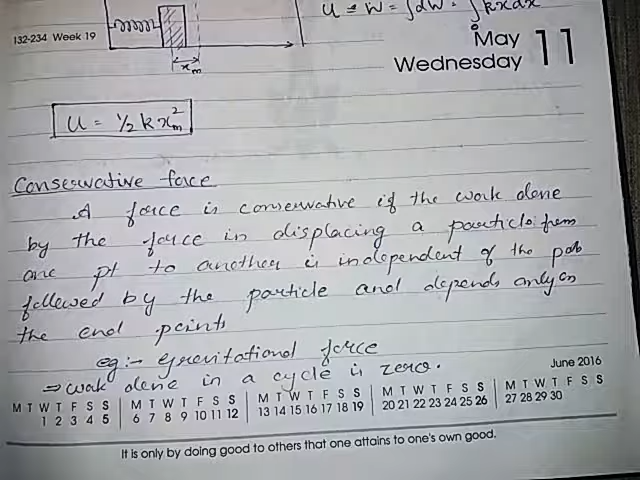 U = W = ∫dW = ∫kxdx
132-234 Week 19
May
Wednesday 11
xm
U = ½ kxm²
Conservative force
A force is conservative if the work done
by the force in displacing a particle from
one pt to another is independent of the path
followed by the particle and depends only on
the end points
eg:- gravitational force
⇒ work done in a cycle is zero.
June 2016
M T W T F S S M T W T F S S M T W T F S S M T W T F S S M T W T F S S
1 2 3 4 5 6 7 8 9 10 11 12 13 14 15 16 17 18 19 20 21 22 23 24 25 26 27 28 29 30
It is only by doing good to others that one attains to one's own good.